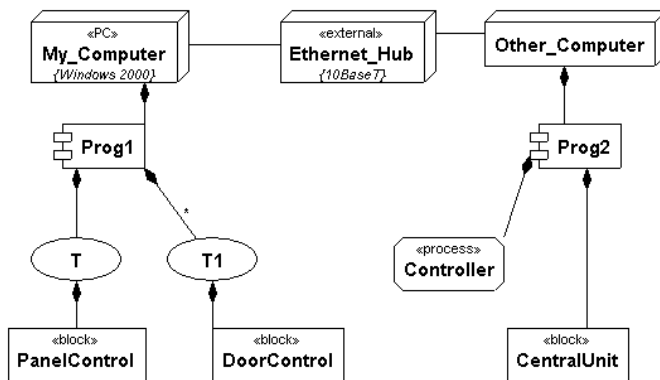 «PC»
My_Computer
{Windows 2000}
«external»
Ethernet_Hub
{10BaseT}
Other_Computer
Prog1
Prog2
*
T
T1
«process»
Controller
«block»
PanelControl
«block»
DoorControl
«block»
CentralUnit